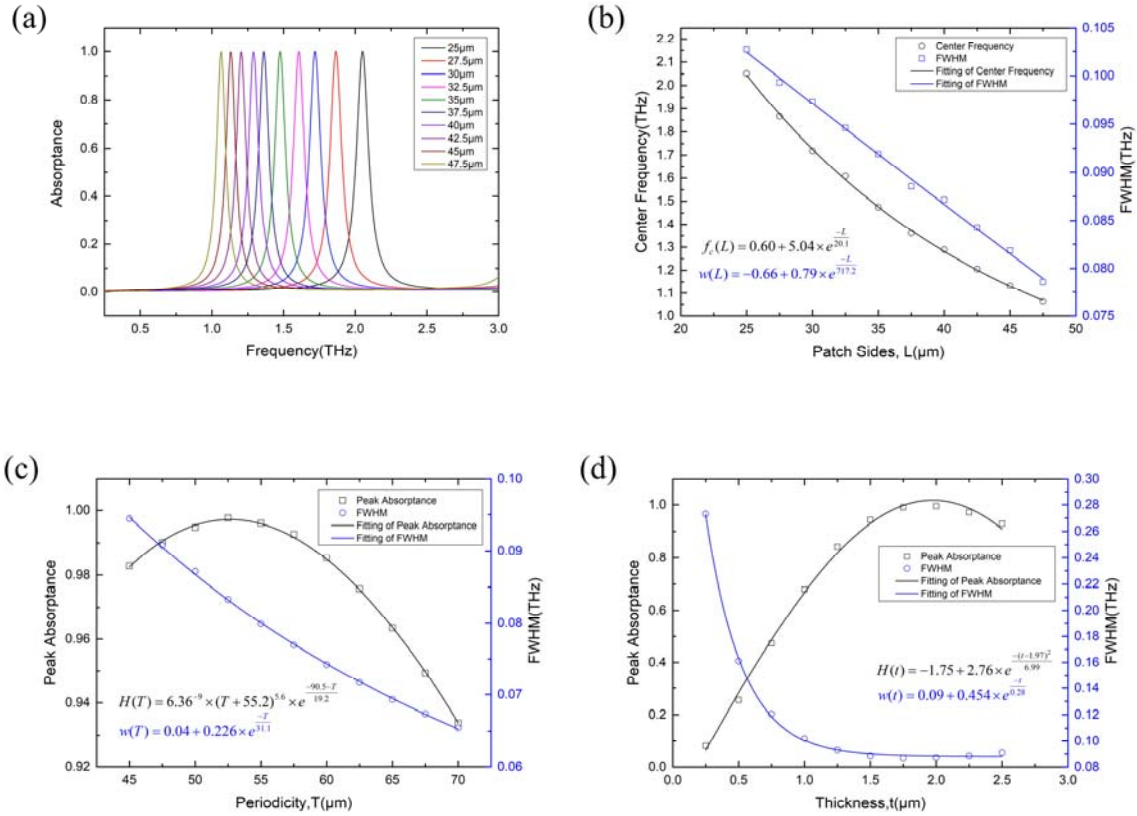 (a)
Absorptance
1.0
0.8
0.6
0.4
0.2
0.0
0.5 1.0 1.5 2.0 2.5 3.0
Frequency(THz)
25μm
27.5μm
30μm
32.5μm
35μm
37.5μm
40μm
42.5μm
45μm
47.5μm
(b)
Center Frequency(THz)
2.2
2.1
2.0
1.9
1.8
1.7
1.6
1.5
1.4
1.3
1.2
1.1
1.0
20 25 30 35 40 45 50
Patch Sides, L(μm)
0.105
0.100
0.095
0.090
0.085
0.080
0.075
FWHM(THz)
Center Frequency
FWHM
Fitting of Center Frequency
Fitting of FWHM
f_c(L) = 0.60 + 5.04 × e^(-L/20.1)
w(L) = −0.66 + 0.79 × e^(-L/717.2)
(c)
Peak Absorptance
1.00
0.98
0.96
0.94
0.92
45 50 55 60 65 70
Periodicity,T(μm)
0.10
0.09
0.08
0.07
0.06
FWHM(THz)
Peak Absorptance
FWHM
Fitting of Peak Absorptance
Fitting of FWHM
H(T) = 6.36^-9 × (T + 55.2)^5.6 × e^(-90.5-T/19.2)
w(T) = 0.04 + 0.226 × e^(-T/31.1)
(d)
Peak Absorptance
1.0
0.8
0.6
0.4
0.2
0.0
0.0 0.5 1.0 1.5 2.0 2.5 3.0
Thickness,t(μm)
0.30
0.28
0.26
0.24
0.22
0.20
0.18
0.16
0.14
0.12
0.10
0.08
FWHM(THz)
Peak Absorptance
FWHM
Fitting of Peak Absorptance
Fitting of FWHM
H(t) = −1.75 + 2.76 × e^(-(t-1.97)^2/6.99)
w(t) = 0.09 + 0.454 × e^(-t/0.28)